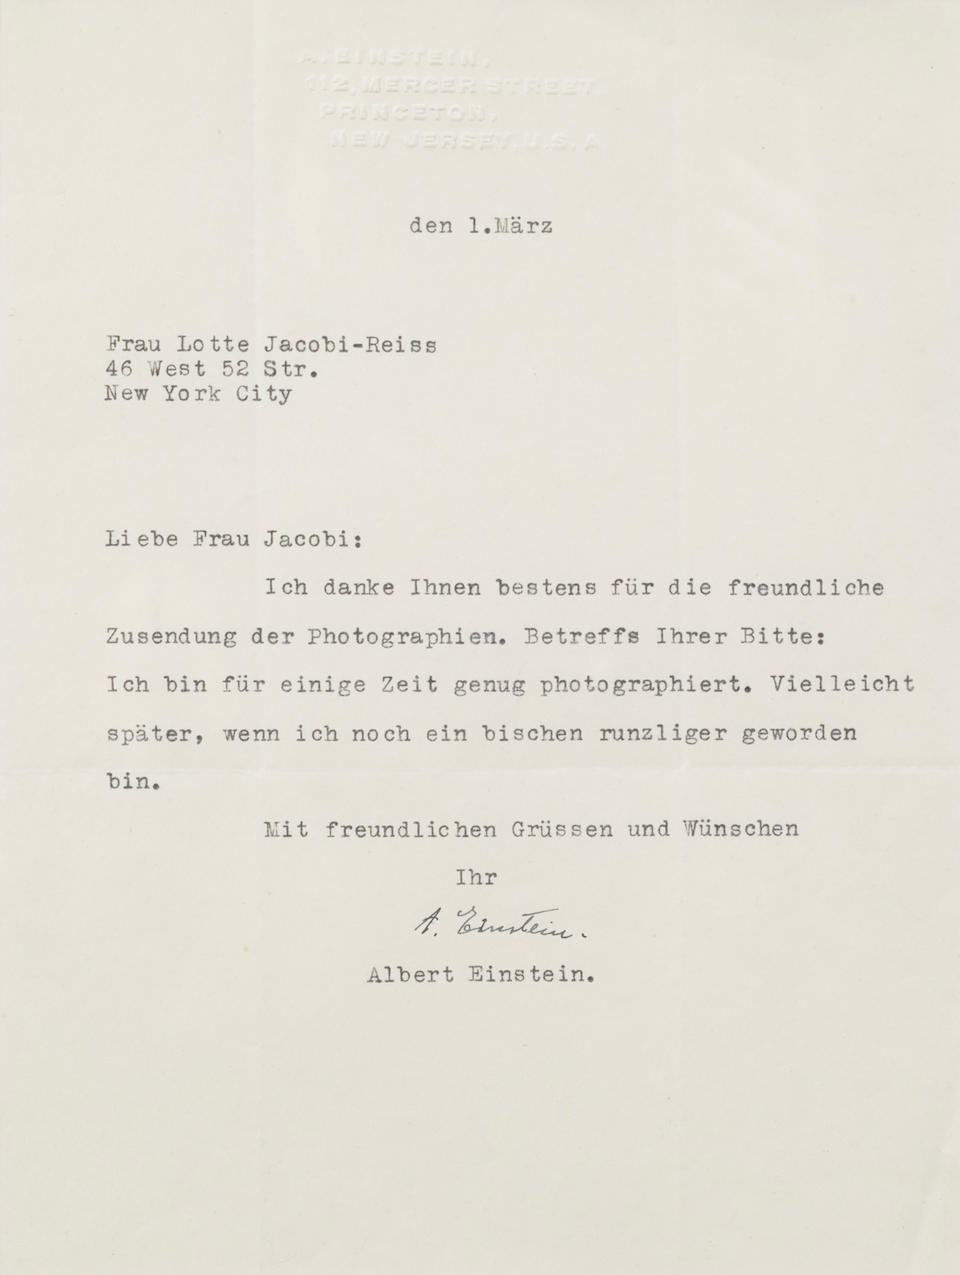 A. EINSTEIN,
112, MERCER STREET,
PRINCETON,
NEW JERSEY, U.S.A
den 1.März
Frau Lotte Jacobi-Reiss
46 West 52 Str.
New York City
Liebe Frau Jacobi:
Ich danke Ihnen bestens für die freundliche
Zusendung der Photographien. Betreffs Ihrer Bitte:
Ich bin für einige Zeit genug photographiert. Vielleicht
später, wenn ich noch ein bischen runzliger geworden
bin.
Mit freundlichen Grüssen und Wünschen
Ihr
A. Einstein.
Albert Einstein.